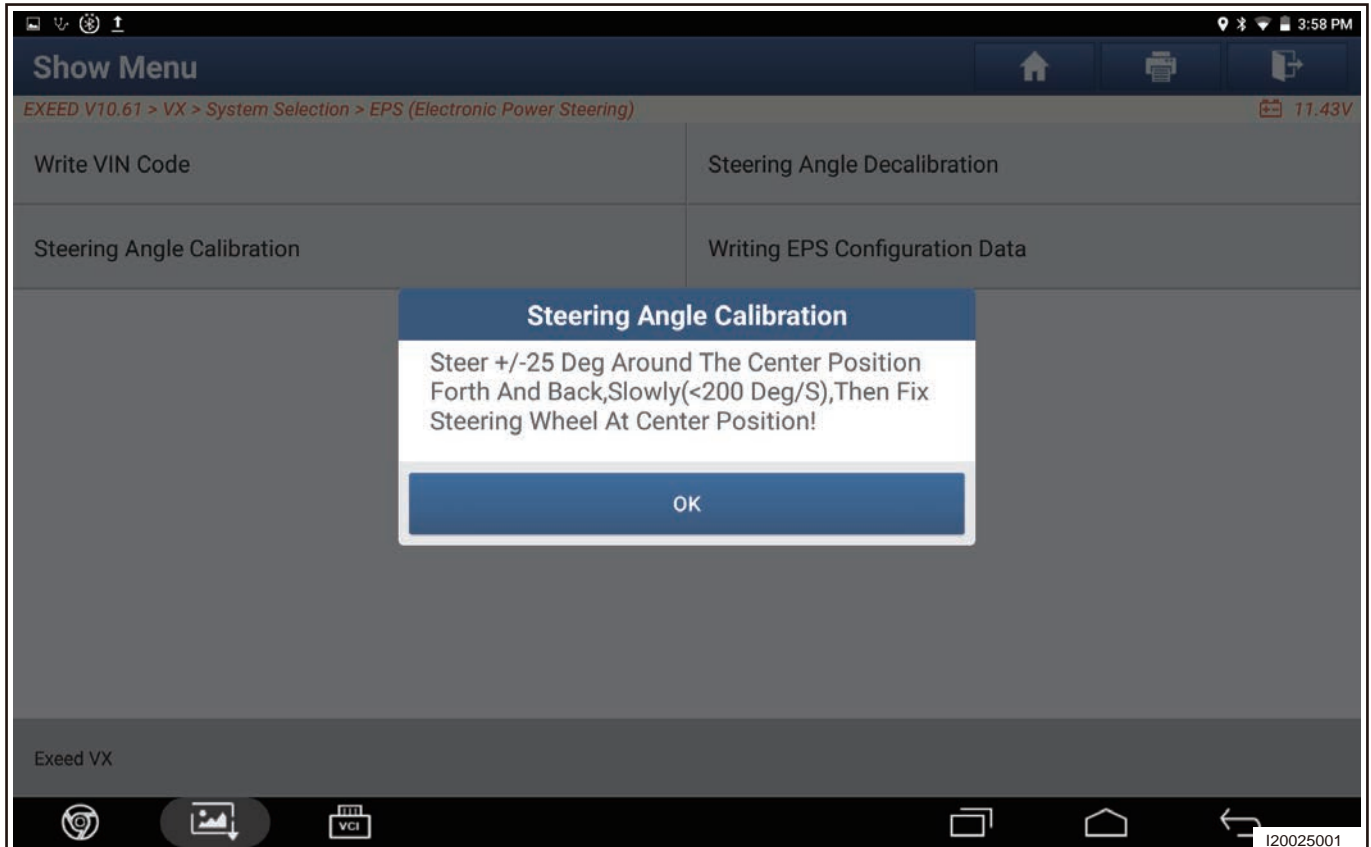 3:58 PM
Show Menu
EXEED V10.61 > VX > System Selection > EPS (Electronic Power Steering)
11.43V
Write VIN Code
Steering Angle Decalibration
Steering Angle Calibration
Writing EPS Configuration Data
Steering Angle Calibration
Steer +/-25 Deg Around The Center Position
Forth And Back,Slowly(<200 Deg/S),Then Fix
Steering Wheel At Center Position!
OK
Exeed VX
VCI
I20025001